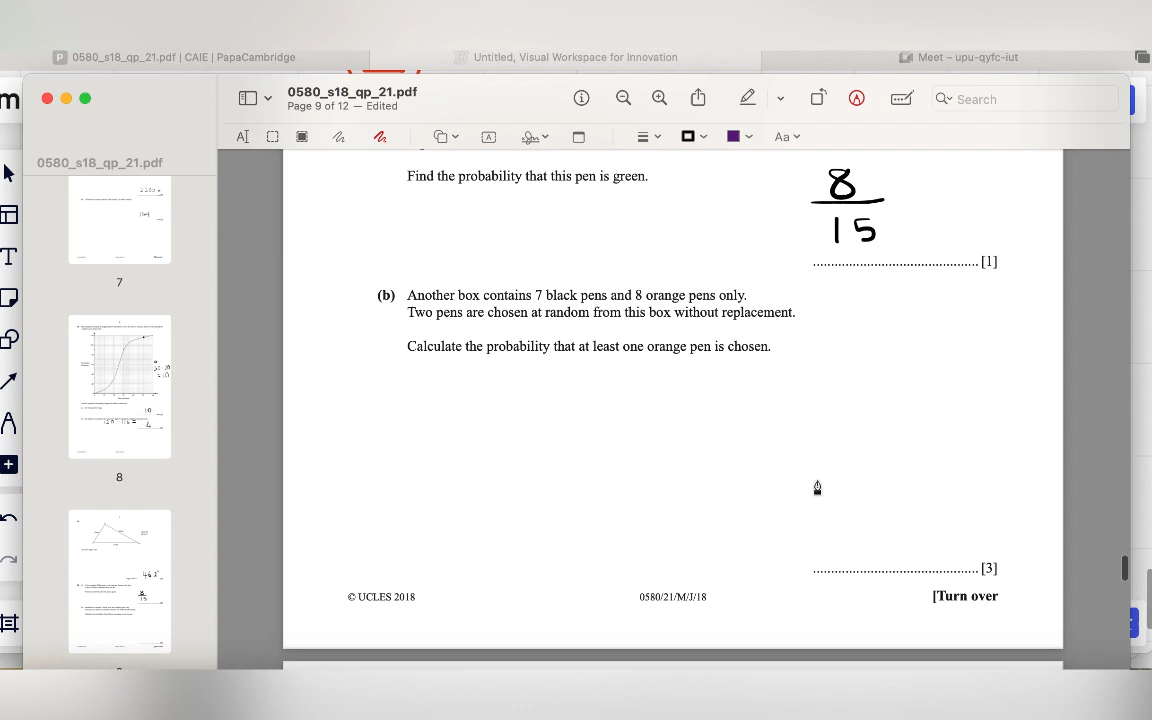 0580_s18_qp_21.pdf | CAIE | PapaCambridge
Untitled, Visual Workspace for Innovation
Meet – upu-qyfc-iut
0580_s18_qp_21.pdf
Page 9 of 12 — Edited
Search
Aa
0580_s18_qp_21.pdf
7
8
Find the probability that this pen is green.
8
15
[1]
(b) Another box contains 7 black pens and 8 orange pens only.
Two pens are chosen at random from this box without replacement.
Calculate the probability that at least one orange pen is chosen.
[3]
© UCLES 2018
0580/21/M/J/18
[Turn over